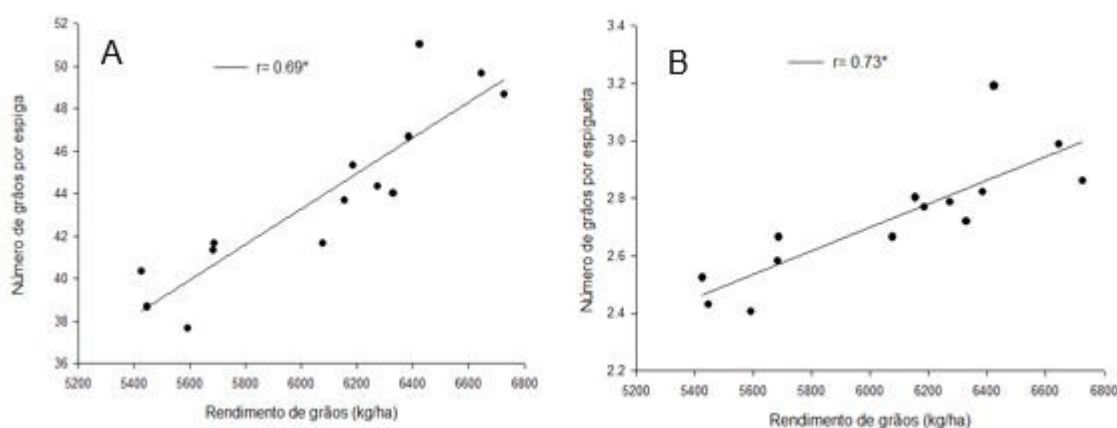 A
r= 0.69*
Número de grãos por espiga
52
50
48
46
44
42
40
38
36
5200 5400 5600 5800 6000 6200 6400 6600 6800
Rendimento de grãos (kg/ha)
B
r= 0.73*
Número de grãos por espigueta
3.4
3.2
3.0
2.8
2.6
2.4
2.2
5200 5400 5600 5800 6000 6200 6400 6600 6800
Rendimento de grãos (kg/ha)